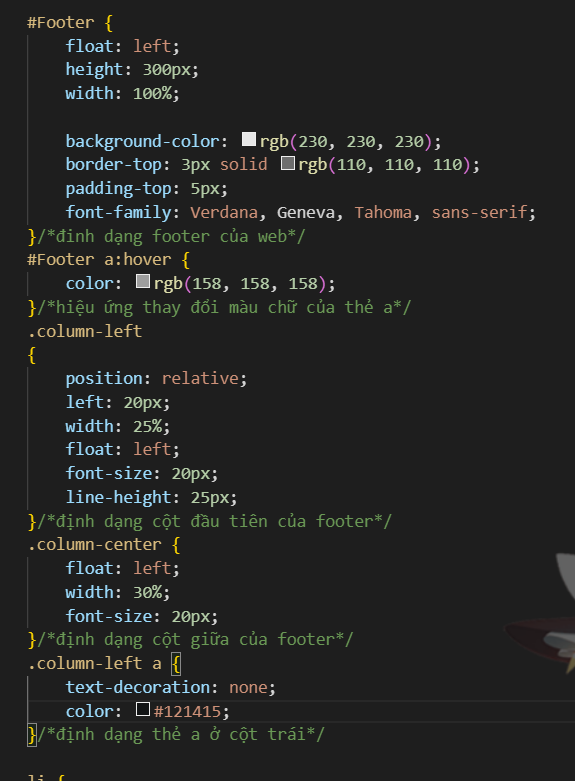 #Footer {
float: left;
height: 300px;
width: 100%;
background-color: rgb(230, 230, 230);
border-top: 3px solid rgb(110, 110, 110);
padding-top: 5px;
font-family: Verdana, Geneva, Tahoma, sans-serif;
}/*đinh dạng footer của web*/
#Footer a:hover {
color: rgb(158, 158, 158);
}/*hiệu ứng thay đổi màu chữ của thẻ a*/
.column-left
{
position: relative;
left: 20px;
width: 25%;
float: left;
font-size: 20px;
line-height: 25px;
}/*định dạng cột đầu tiên của footer*/
.column-center {
float: left;
width: 30%;
font-size: 20px;
}/*định dạng cột giữa của footer*/
.column-left a {
text-decoration: none;
color: #121415;
}/*định dạng thẻ a ở cột trái*/
li {